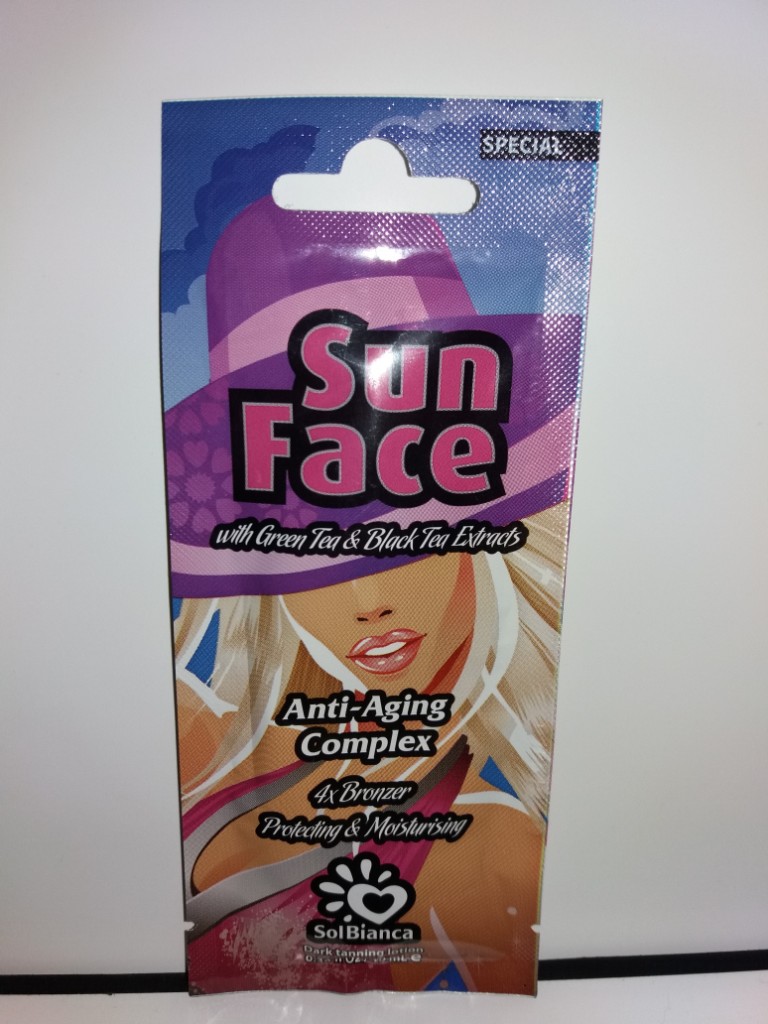 SPECIAL
Sun
Face
with Green Tea & Black Tea Extracts
Anti-Aging
Complex
4x Bronzer
Protecting & Moisturising
SolBianca
Dark tanning lotion